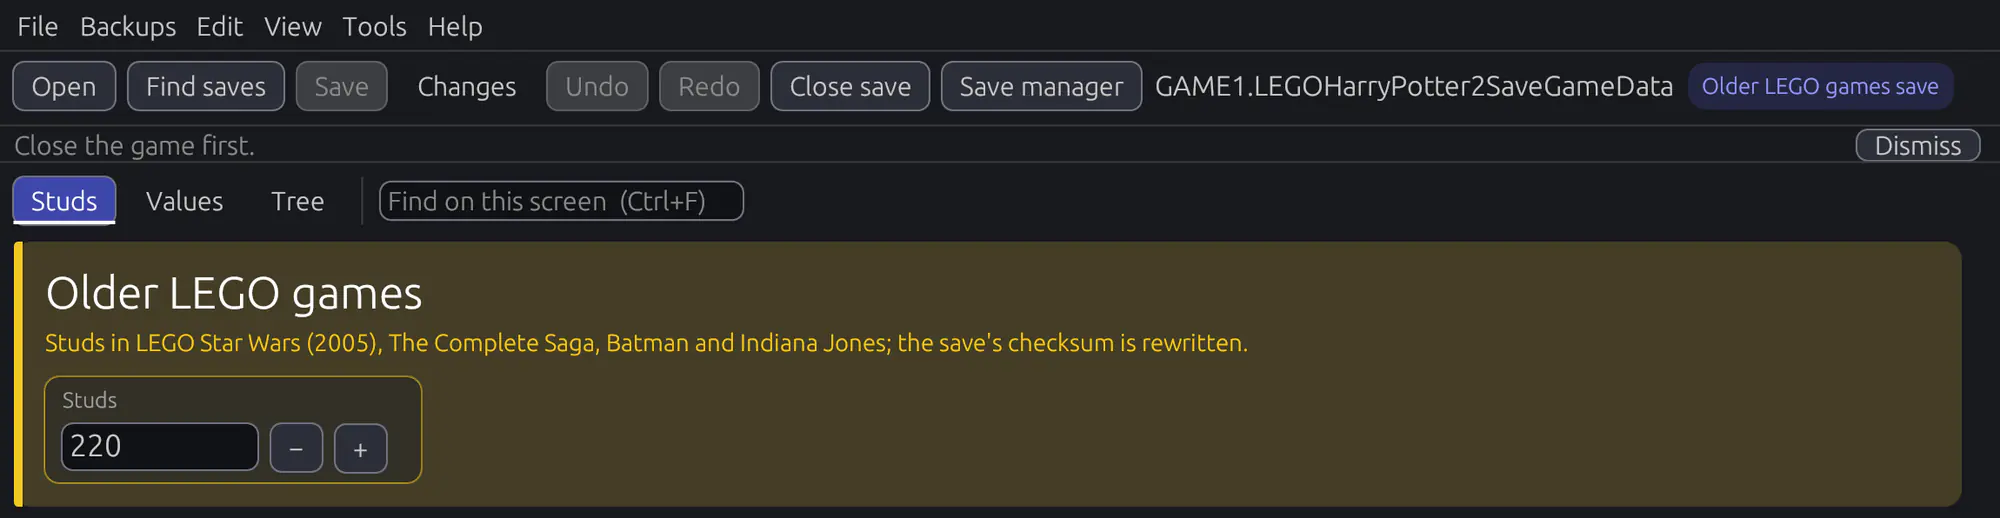 File Backups Edit View Tools Help
Open Find saves Save Changes Undo Redo Close save Save manager GAME1.LEGOHarryPotter2SaveGameData Older LEGO games save
Close the game first. Dismiss
Studs Values Tree Find on this screen (Ctrl+F)
Older LEGO games
Studs in LEGO Star Wars (2005), The Complete Saga, Batman and Indiana Jones; the save's checksum is rewritten.
Studs
220 − +